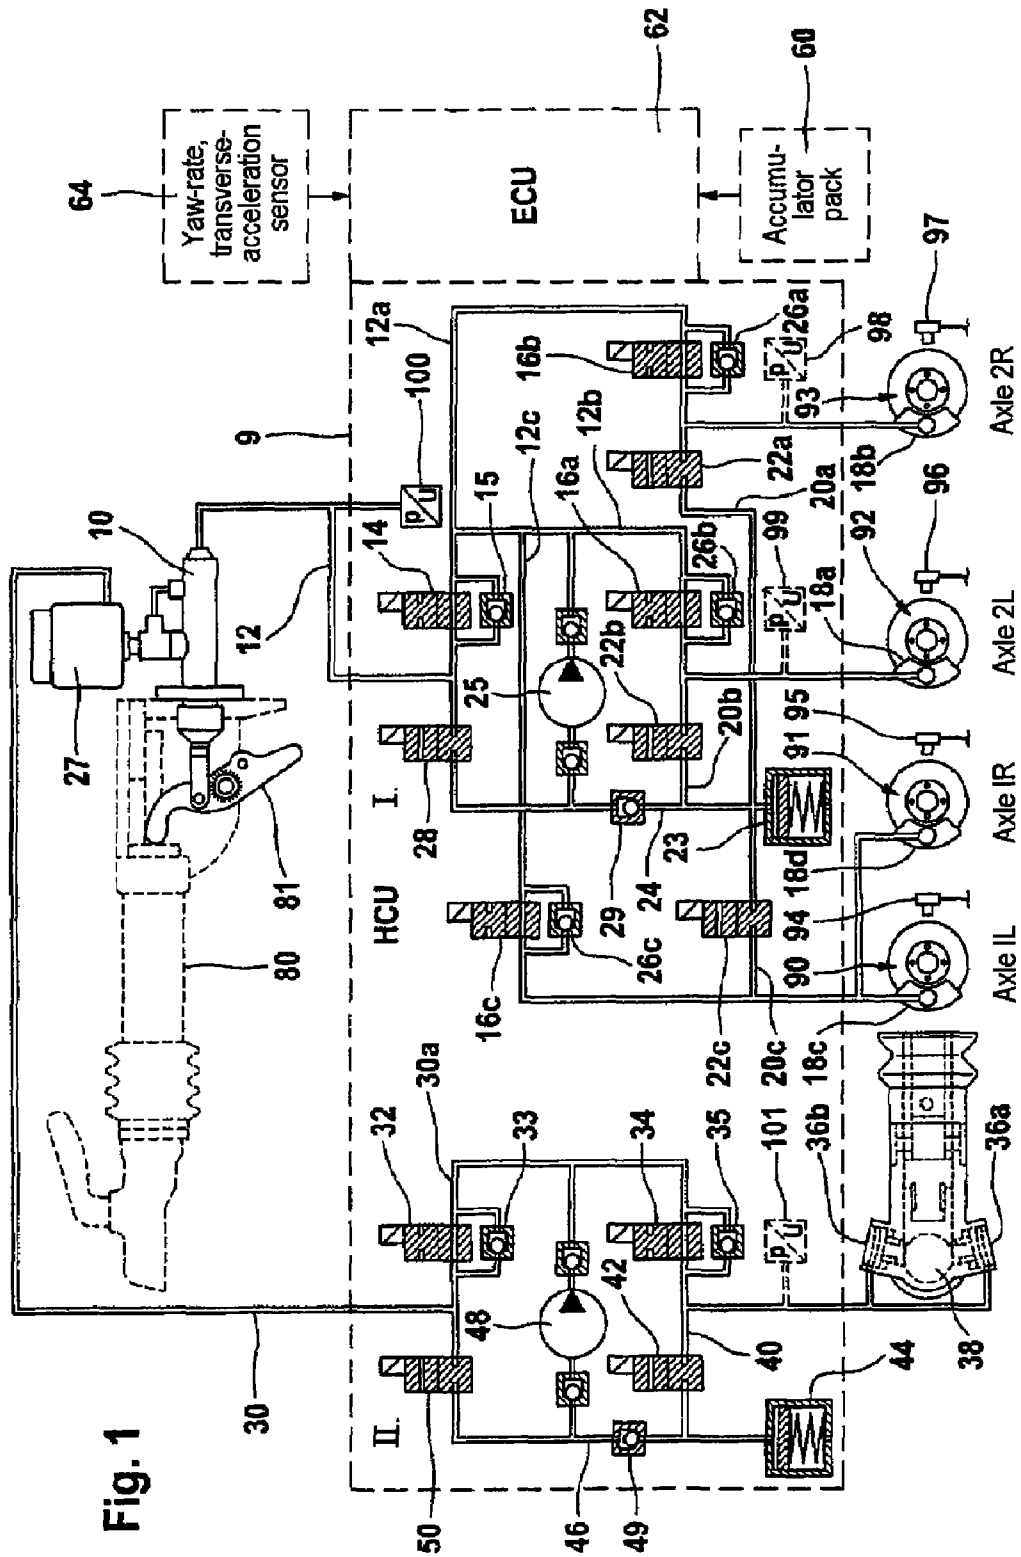 Fig. 1
27
64
10
Yaw-rate,
transverse-
acceleration
sensor
30
80
81
12
9
II.
32
HCU
I.
14
12a
50
30a
28
P
U
100
48
16c
25
15
33
12c
16b
ECU
46
16a
12b
49
42
34
26c
29
22b
24
62
35
22c
23
20b
26b
40
101
20c
99
22a
26a
P
U
P
U
P
U
Accumu-
lator
pack
60
36b
18c
90
94
18d
91
95
18a
92
20a
18b
93
98
44
38
36a
96
97
Axle IL
Axle IR
Axle 2L
Axle 2R